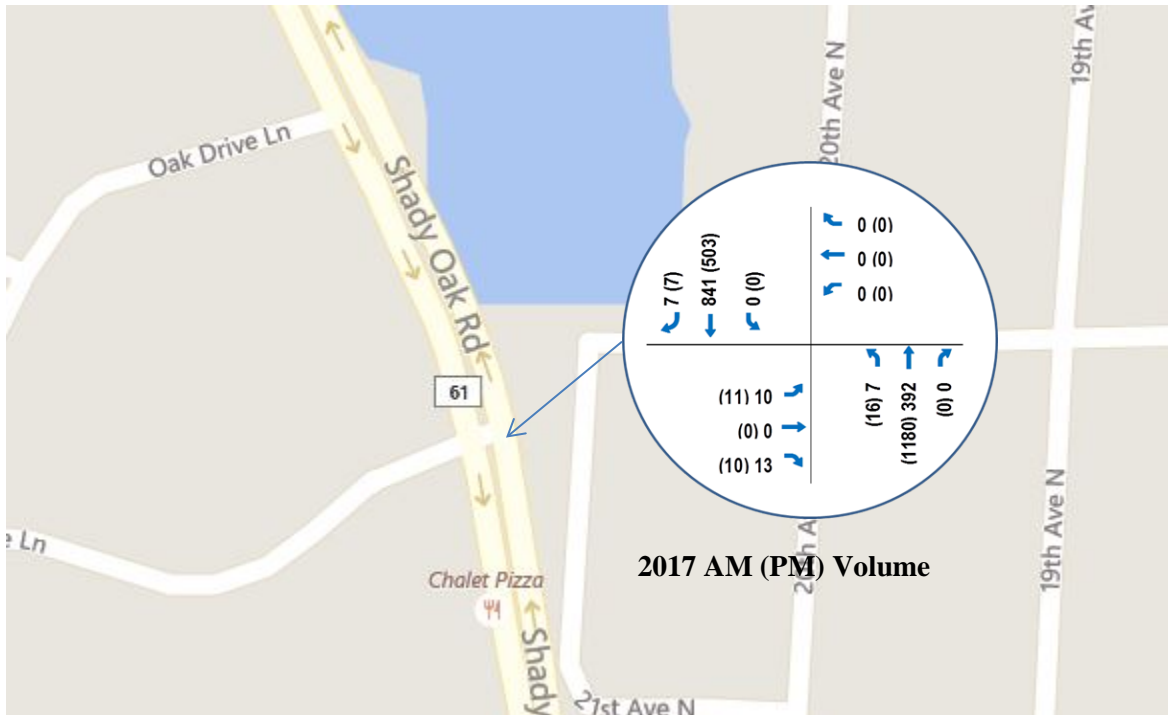 19th Av
20th Ave N
Oak Drive Ln
Shady Oak Rd
7 (7)
841 (503)
0 (0)
0 (0)
0 (0)
0 (0)
61
(11) 10
(0) 0
(10) 13
(16) 7
(1180) 392
(0) 0
e Ln
19th Ave N
20th A
2017 AM (PM) Volume
Chalet Pizza
Shady
21st Ave N